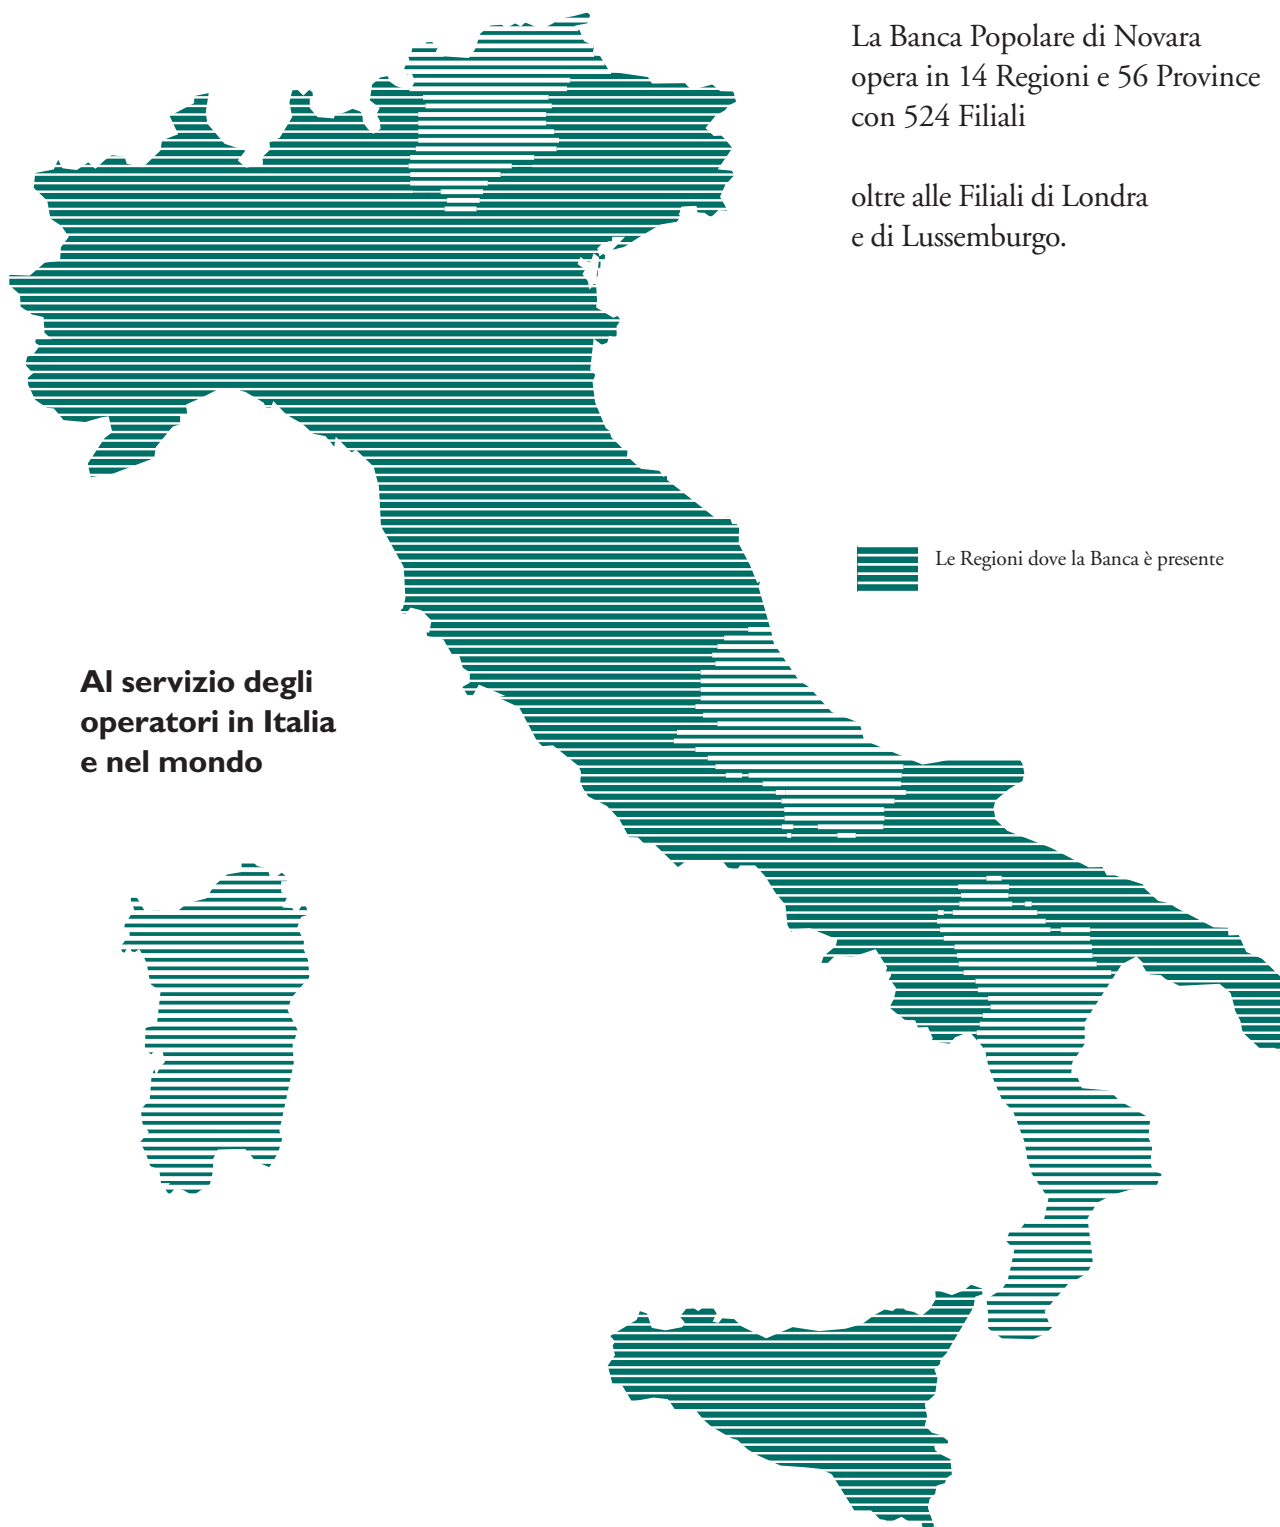 La Banca Popolare di Novara
opera in 14 Regioni e 56 Province
con 524 Filiali
oltre alle Filiali di Londra
e di Lussemburgo.
Le Regioni dove la Banca è presente
Al servizio degli
operatori in Italia
e nel mondo